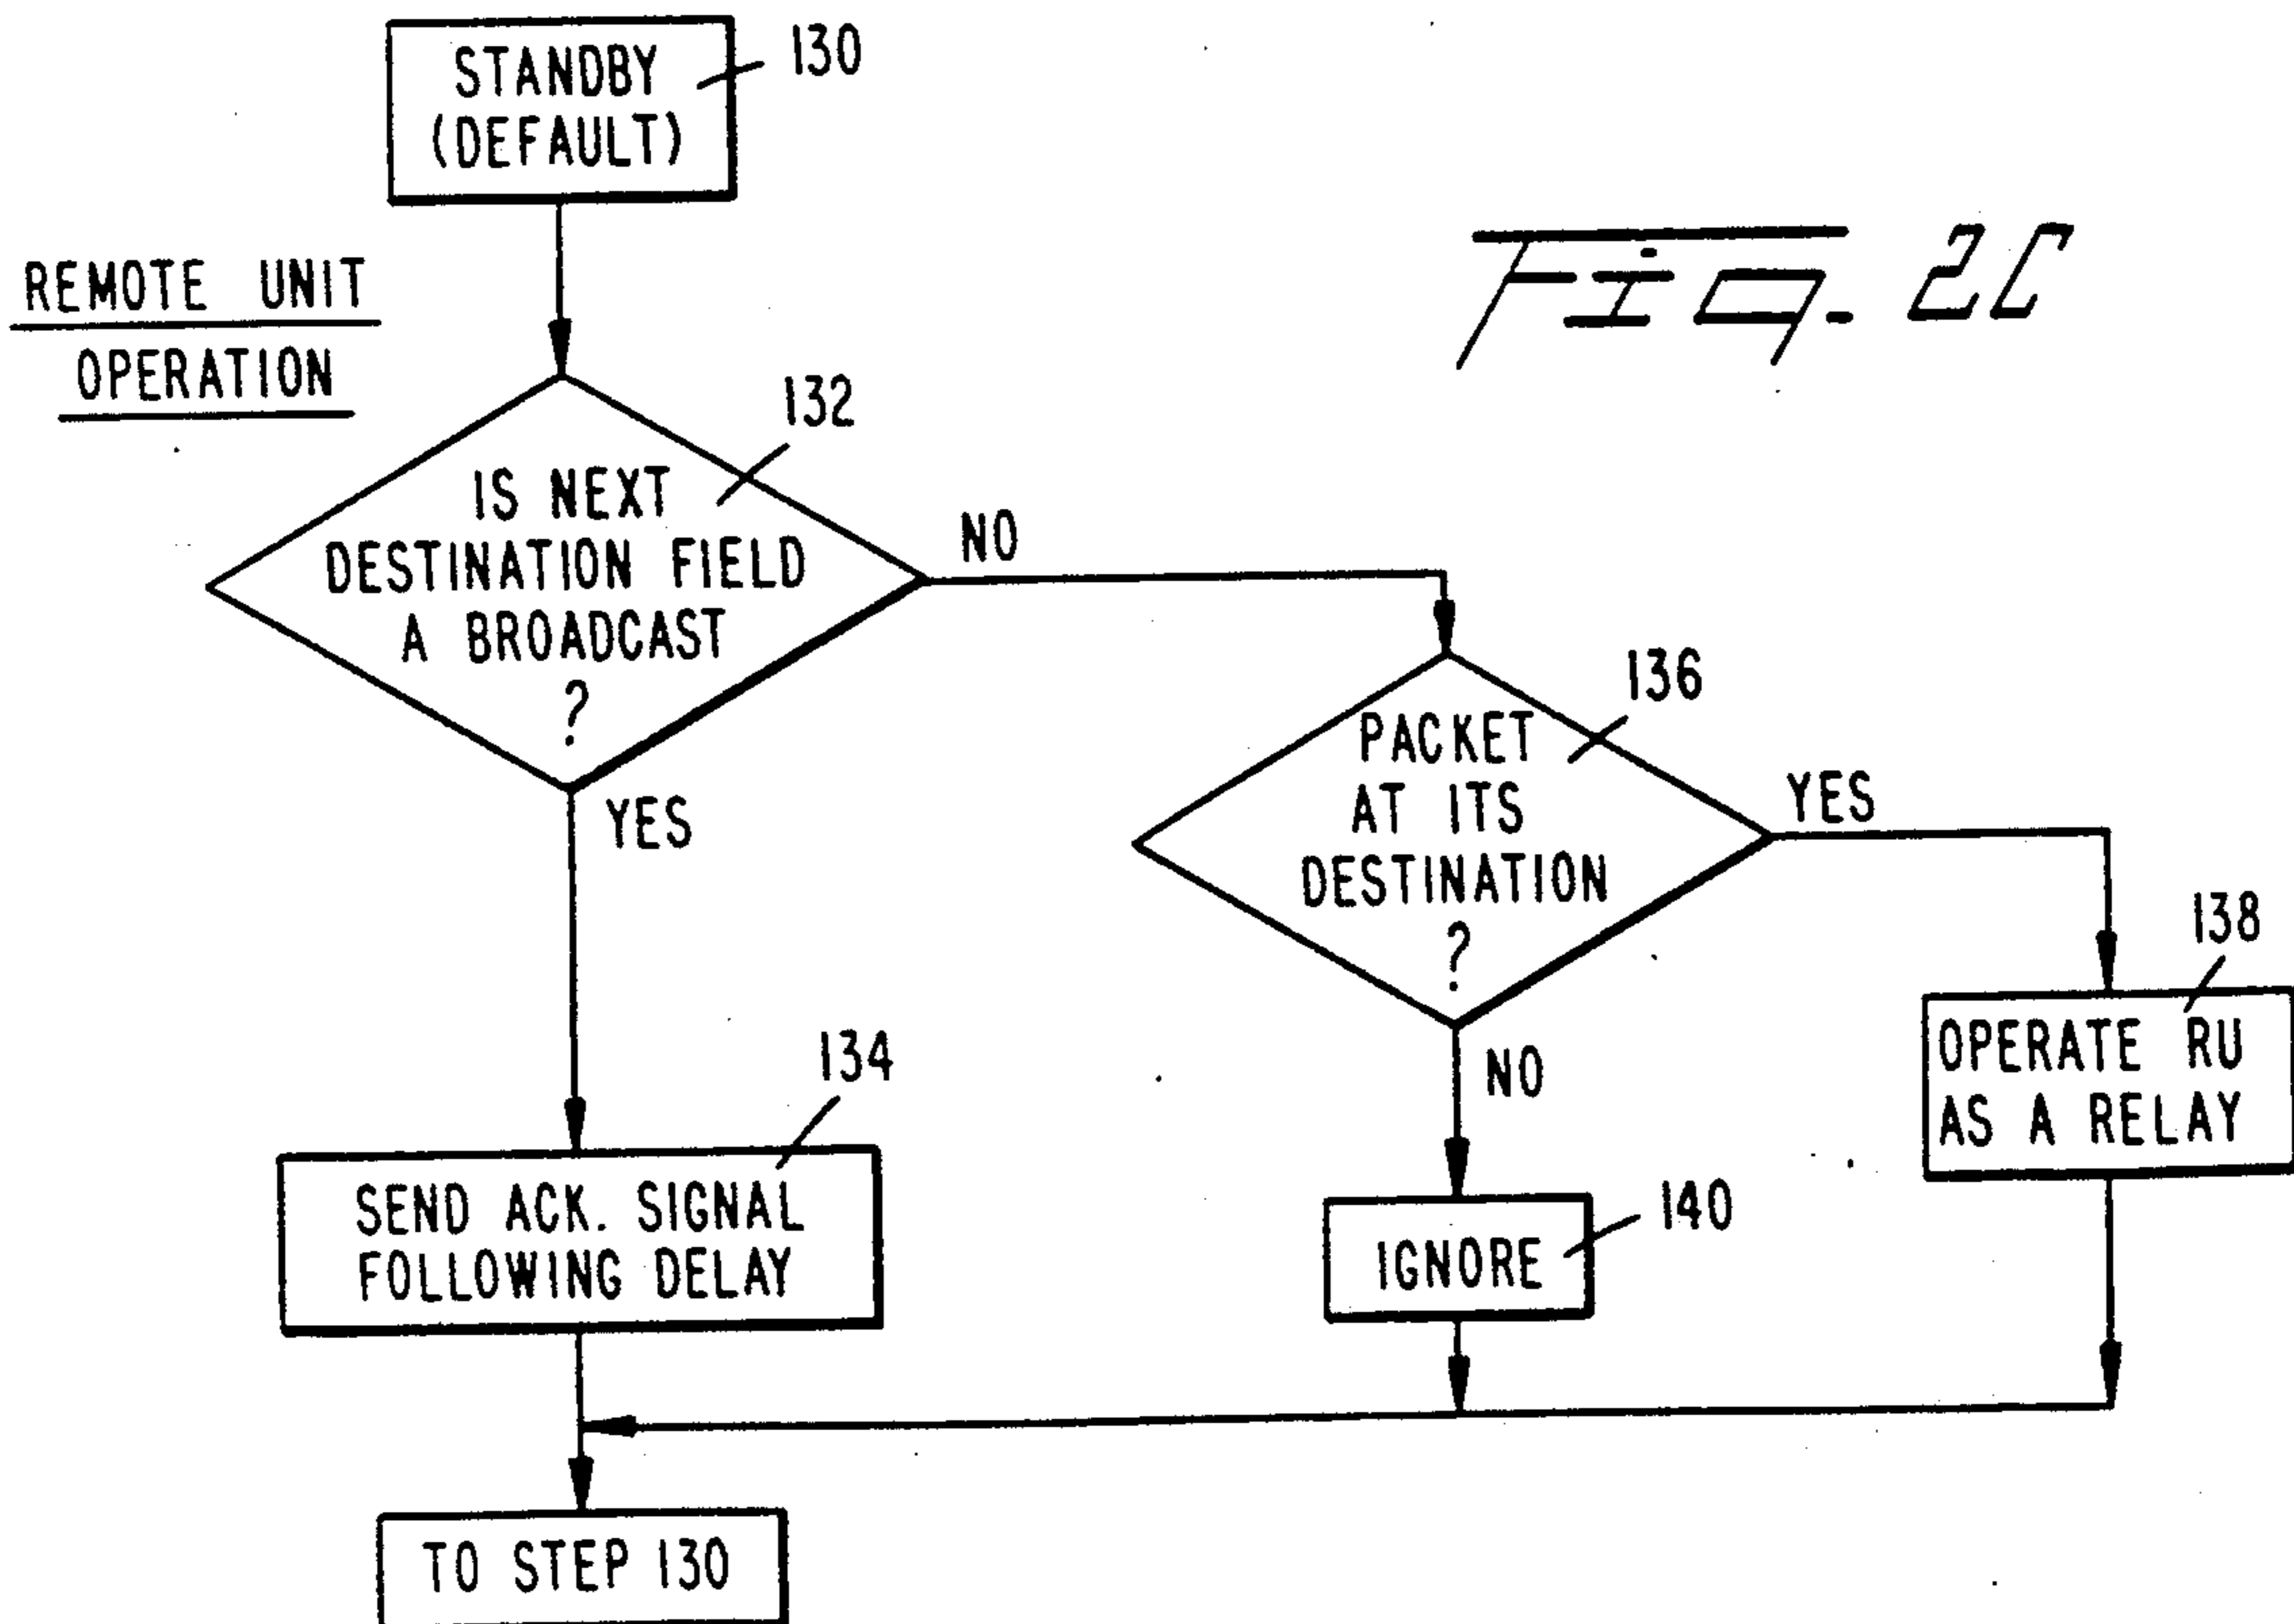 STANDBY
(DEFAULT)
130
Fig. 2C
REMOTE UNIT
OPERATION
132
IS NEXT
DESTINATION FIELD
A BROADCAST
?
NO
YES
136
PACKET
AT ITS
DESTINATION
?
YES
NO
138
OPERATE RU
AS A RELAY
134
SEND ACK. SIGNAL
FOLLOWING DELAY
140
IGNORE
TO STEP 130